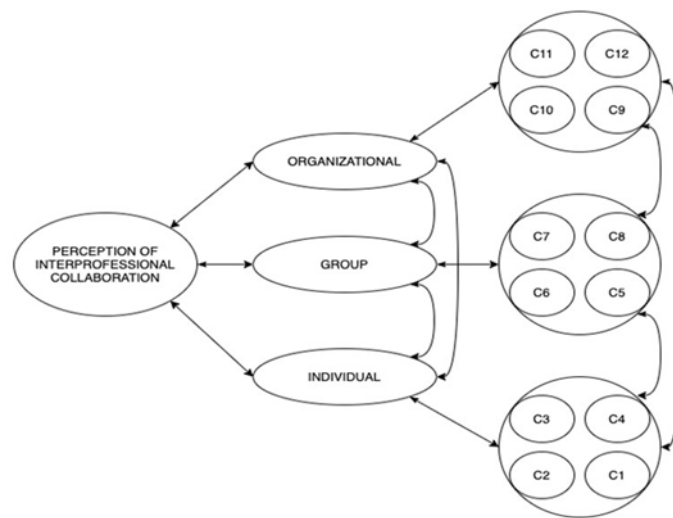 C11 C12
C10 C9
ORGANIZATIONAL
PERCEPTION OF
INTERPROFESSIONAL
COLLABORATION
GROUP
C7 C8
C6 C5
INDIVIDUAL
C3 C4
C2 C1